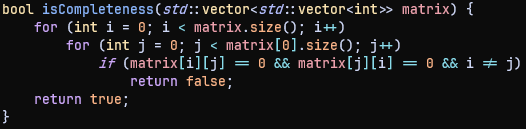 bool isCompleteness(std::vector<std::vector<int>> matrix) {
    for (int i = 0; i < matrix.size(); i++)
        for (int j = 0; j < matrix[0].size(); j++)
            if (matrix[i][j] == 0 && matrix[j][i] == 0 && i != j)
                return false;
    return true;
}